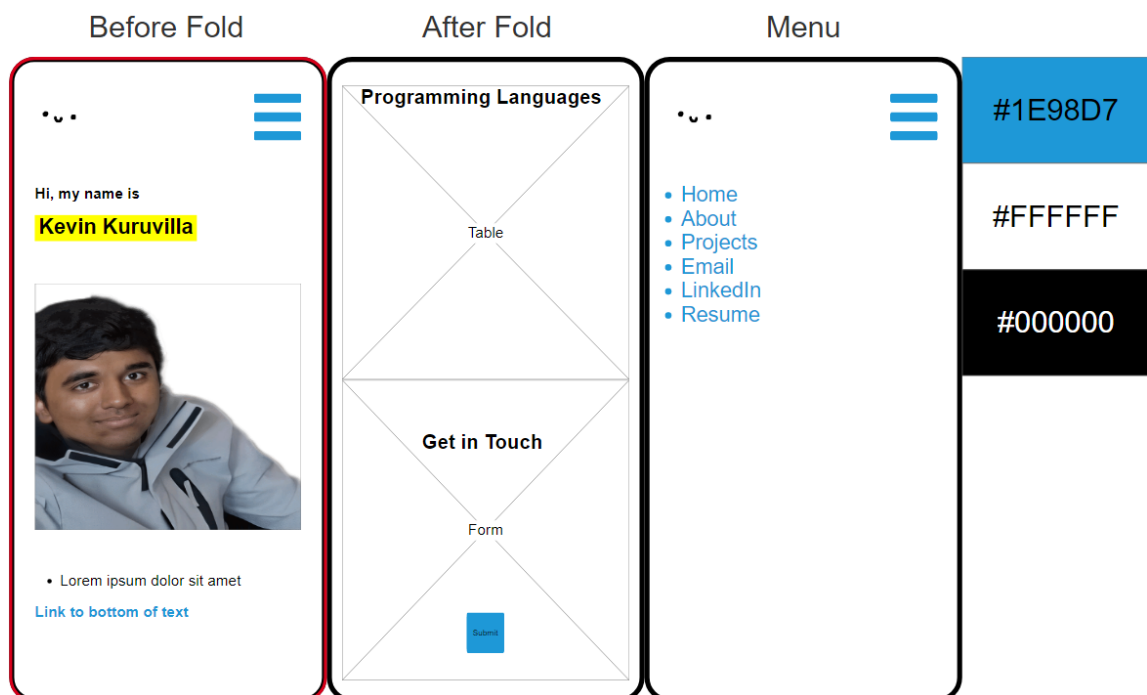 Before Fold
After Fold
Menu
Hi, my name is
Kevin Kuruvilla
Lorem ipsum dolor sit amet
Link to bottom of text
Programming Languages
Table
Get in Touch
Form
Submit
Home
About
Projects
Email
LinkedIn
Resume
#1E98D7
#FFFFFF
#000000